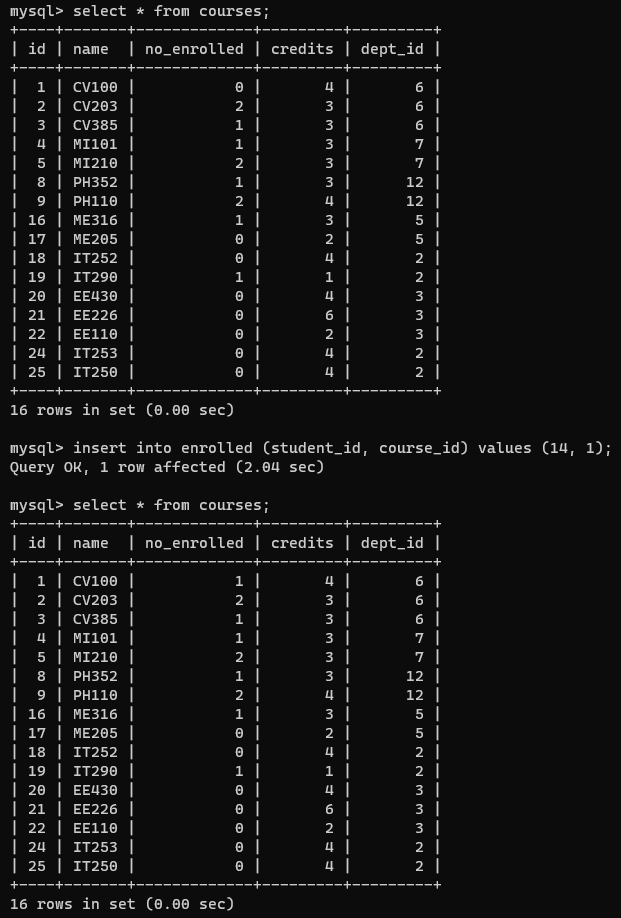 mysql> select * from courses;
+----+-------+-------------+---------+---------+
| id | name  | no_enrolled | credits | dept_id |
+----+-------+-------------+---------+---------+
|  1 | CV100 |           0 |       4 |       6 |
|  2 | CV203 |           2 |       3 |       6 |
|  3 | CV385 |           1 |       3 |       6 |
|  4 | MI101 |           1 |       3 |       7 |
|  5 | MI210 |           2 |       3 |       7 |
|  8 | PH352 |           1 |       3 |      12 |
|  9 | PH110 |           2 |       4 |      12 |
| 16 | ME316 |           1 |       3 |       5 |
| 17 | ME205 |           0 |       2 |       5 |
| 18 | IT252 |           0 |       4 |       2 |
| 19 | IT290 |           1 |       1 |       2 |
| 20 | EE430 |           0 |       4 |       3 |
| 21 | EE226 |           0 |       6 |       3 |
| 22 | EE110 |           0 |       2 |       3 |
| 24 | IT253 |           0 |       4 |       2 |
| 25 | IT250 |           0 |       4 |       2 |
+----+-------+-------------+---------+---------+
16 rows in set (0.00 sec)

mysql> insert into enrolled (student_id, course_id) values (14, 1);
Query OK, 1 row affected (2.04 sec)

mysql> select * from courses;
+----+-------+-------------+---------+---------+
| id | name  | no_enrolled | credits | dept_id |
+----+-------+-------------+---------+---------+
|  1 | CV100 |           1 |       4 |       6 |
|  2 | CV203 |           2 |       3 |       6 |
|  3 | CV385 |           1 |       3 |       6 |
|  4 | MI101 |           1 |       3 |       7 |
|  5 | MI210 |           2 |       3 |       7 |
|  8 | PH352 |           1 |       3 |      12 |
|  9 | PH110 |           2 |       4 |      12 |
| 16 | ME316 |           1 |       3 |       5 |
| 17 | ME205 |           0 |       2 |       5 |
| 18 | IT252 |           0 |       4 |       2 |
| 19 | IT290 |           1 |       1 |       2 |
| 20 | EE430 |           0 |       4 |       3 |
| 21 | EE226 |           0 |       6 |       3 |
| 22 | EE110 |           0 |       2 |       3 |
| 24 | IT253 |           0 |       4 |       2 |
| 25 | IT250 |           0 |       4 |       2 |
+----+-------+-------------+---------+---------+
16 rows in set (0.00 sec)